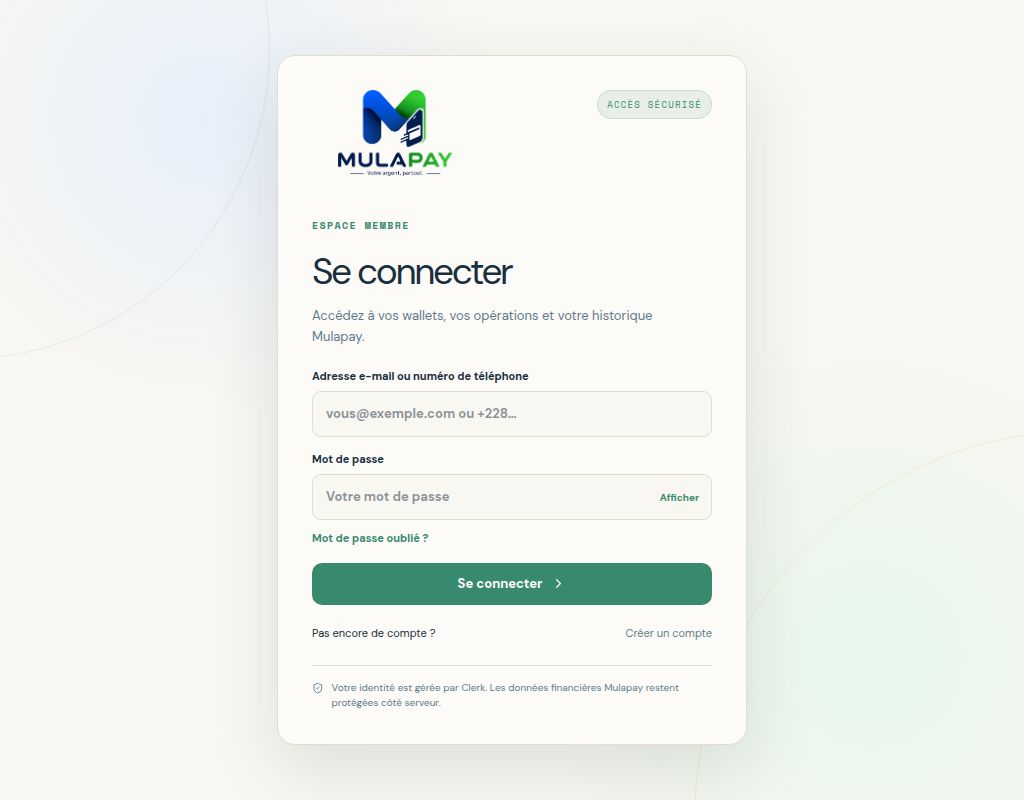 MULAPAY
Votre argent, partout.
ACCÈS SÉCURISÉ
ESPACE MEMBRE
Se connecter
Accédez à vos wallets, vos opérations et votre historique
Mulapay.
Adresse e-mail ou numéro de téléphone
vous@exemple.com ou +228...
Mot de passe
Votre mot de passe
Afficher
Mot de passe oublié ?
Se connecter
Pas encore de compte ?
Créer un compte
Votre identité est gérée par Clerk. Les données financières Mulapay restent
protégées côté serveur.